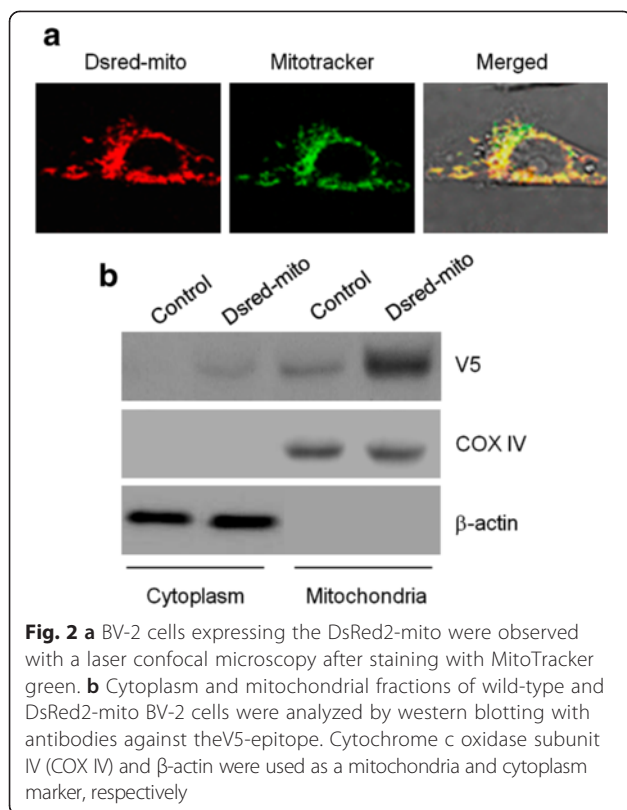 a
Dsred-mito Mitotracker Merged
b
Control Dsred-mito Control Dsred-mito
V5
COX IV
β-actin
Cytoplasm Mitochondria
Fig. 2 a BV-2 cells expressing the DsRed2-mito were observed
with a laser confocal microscopy after staining with MitoTracker
green. b Cytoplasm and mitochondrial fractions of wild-type and
DsRed2-mito BV-2 cells were analyzed by western blotting with
antibodies against theV5-epitope. Cytochrome c oxidase subunit
IV (COX IV) and β-actin were used as a mitochondria and cytoplasm
marker, respectively